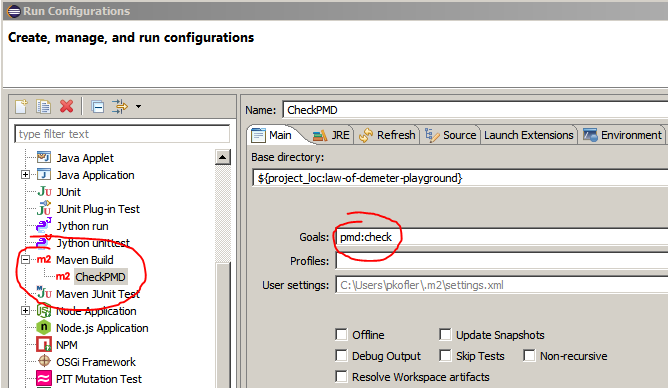 Run Configurations
Create, manage, and run configurations
Name: CheckPMD
type filter text
Main JRE Refresh Source Launch Extensions Environment
Base directory:
${project_loc:law-of-demeter-playground}
Java Applet
Java Application
JUnit
JUnit Plug-in Test
Jython run
Jython unittest
Maven Build
CheckPMD
Maven JUnit Test
Node Application
Node.js Application
NPM
OSGi Framework
PIT Mutation Test
Goals: pmd:check
Profiles:
User settings: C:\Users\pkofler\.m2\settings.xml
Offline Update Snapshots
Debug Output Skip Tests Non-recursive
Resolve Workspace artifacts